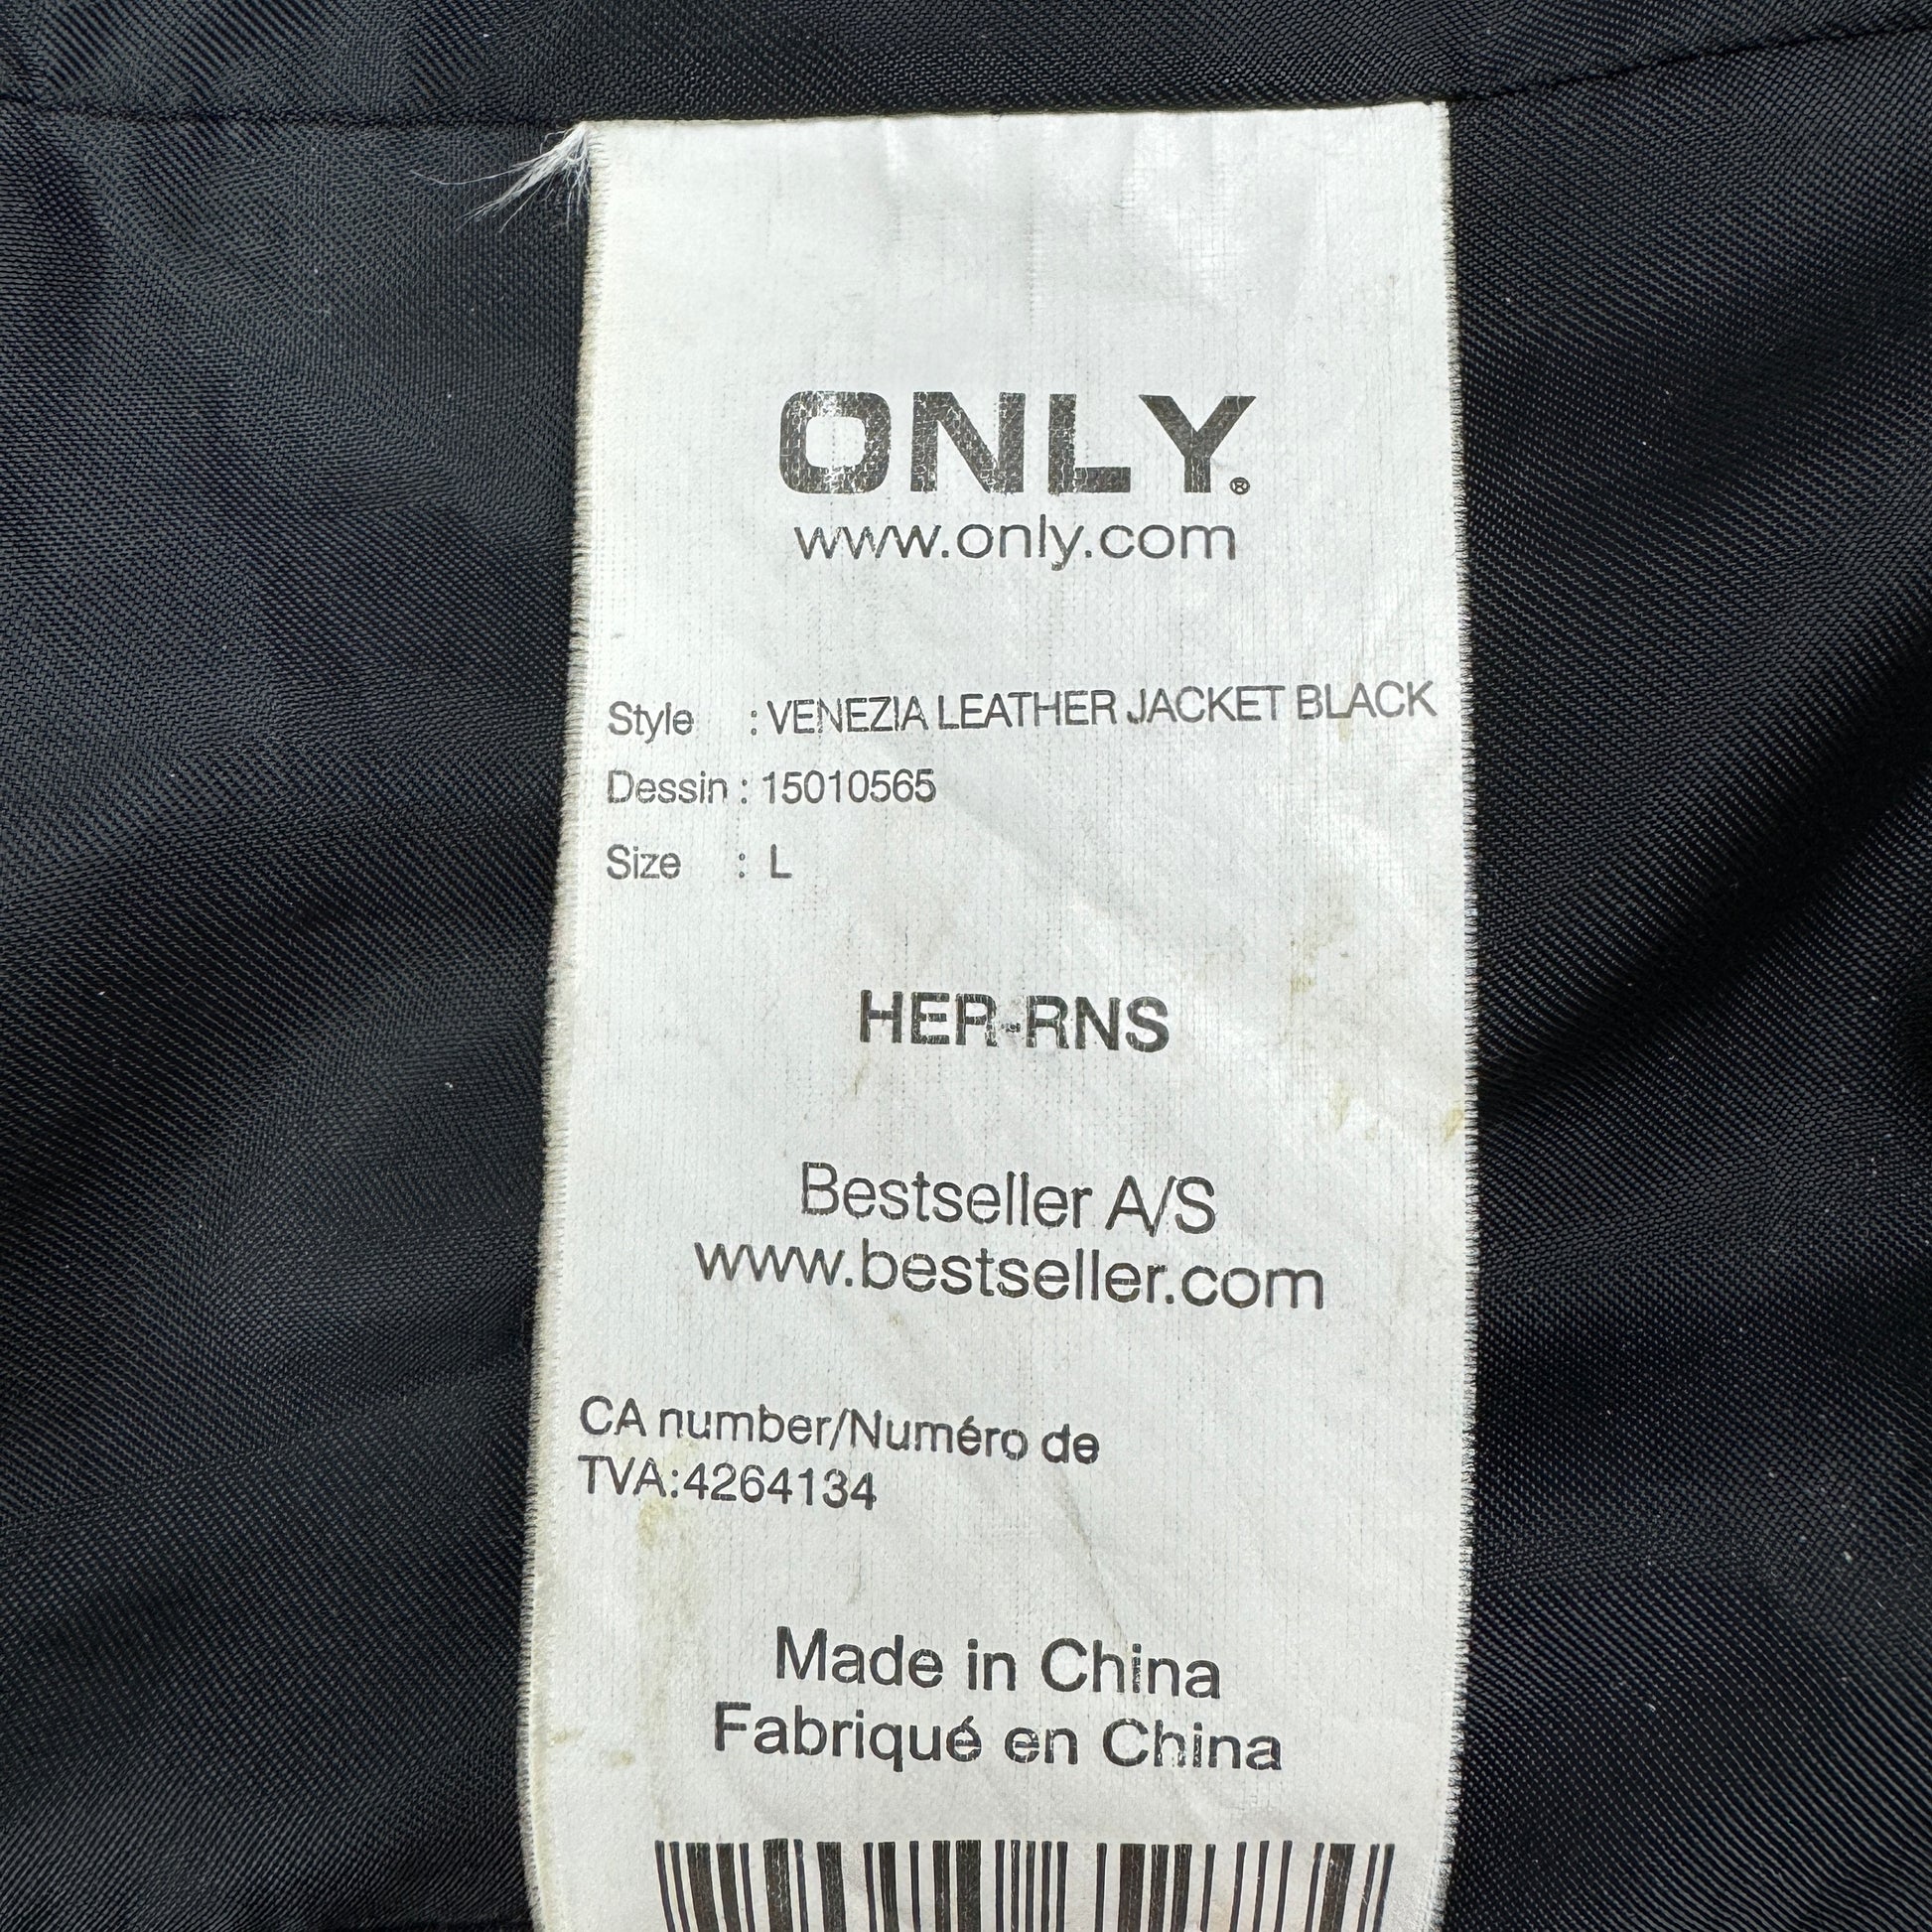 ONLY®
www.only.com
Style : VENEZIA LEATHER JACKET BLACK
Dessin : 15010565
Size : L
HER-RNS
Bestseller A/S
www.bestseller.com
CA number/Numéro de
TVA:4264134
Made in China
Fabriqué en China